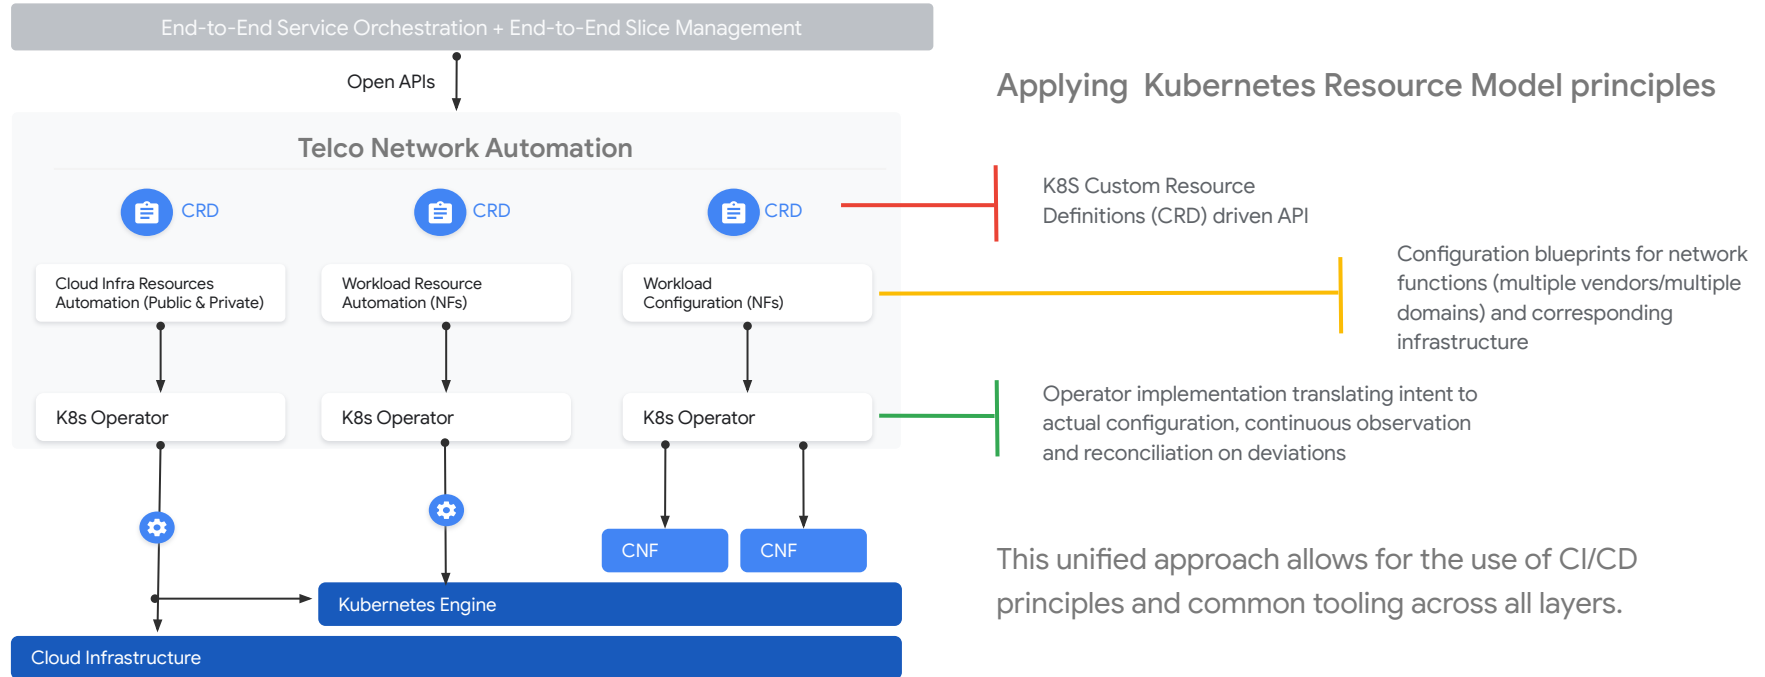 End-to-End Service Orchestration + End-to-End Slice Management
Open APIs
Telco Network Automation
CRD
CRD
CRD
Cloud Infra Resources
Automation (Public & Private)
Workload Resource
Automation (NFs)
Workload
Configuration (NFs)
K8s Operator
K8s Operator
K8s Operator
CNF
CNF
Kubernetes Engine
Cloud Infrastructure
Applying Kubernetes Resource Model principles
K8S Custom Resource
Definitions (CRD) driven API
Configuration blueprints for network
functions (multiple vendors/multiple
domains) and corresponding
infrastructure
Operator implementation translating intent to
actual configuration, continuous observation
and reconciliation on deviations
This unified approach allows for the use of CI/CD
principles and common tooling across all layers.